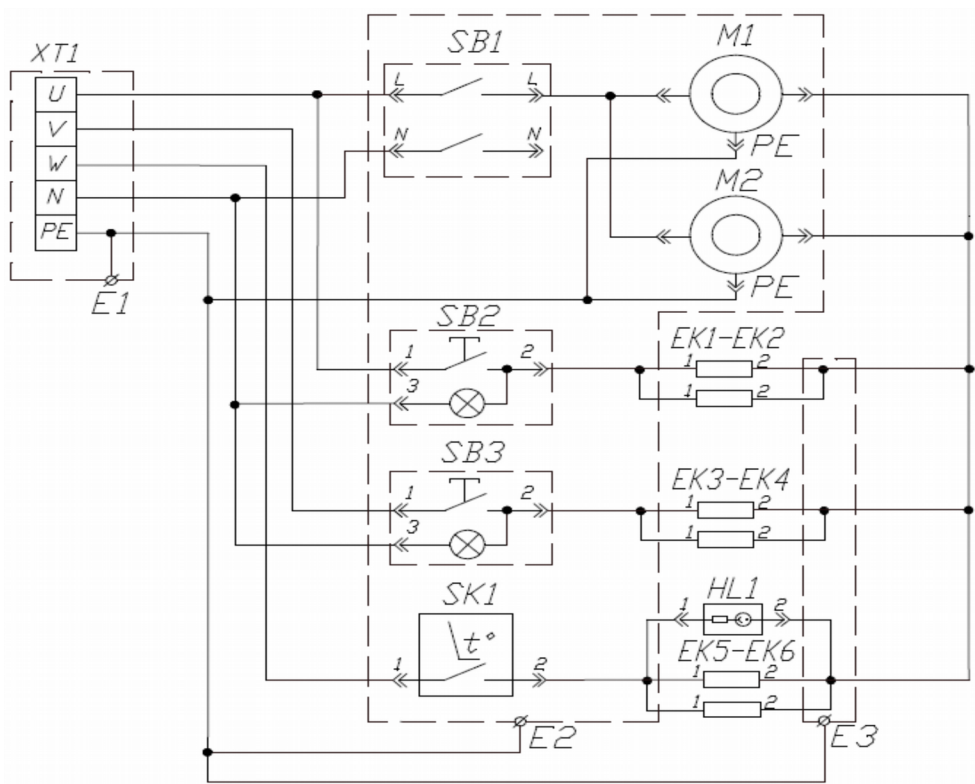 XT1
U
V
W
N
PE
E1
SB1
L L
N N
M1
PE
M2
PE
SB2
1 2
3
EK1-EK2
1 2
1 2
SB3
1 2
3
EK3-EK4
1 2
1 2
SK1
t°
1 2
HL1
1 2
EK5-EK6
1 2
1 2
E2
E3